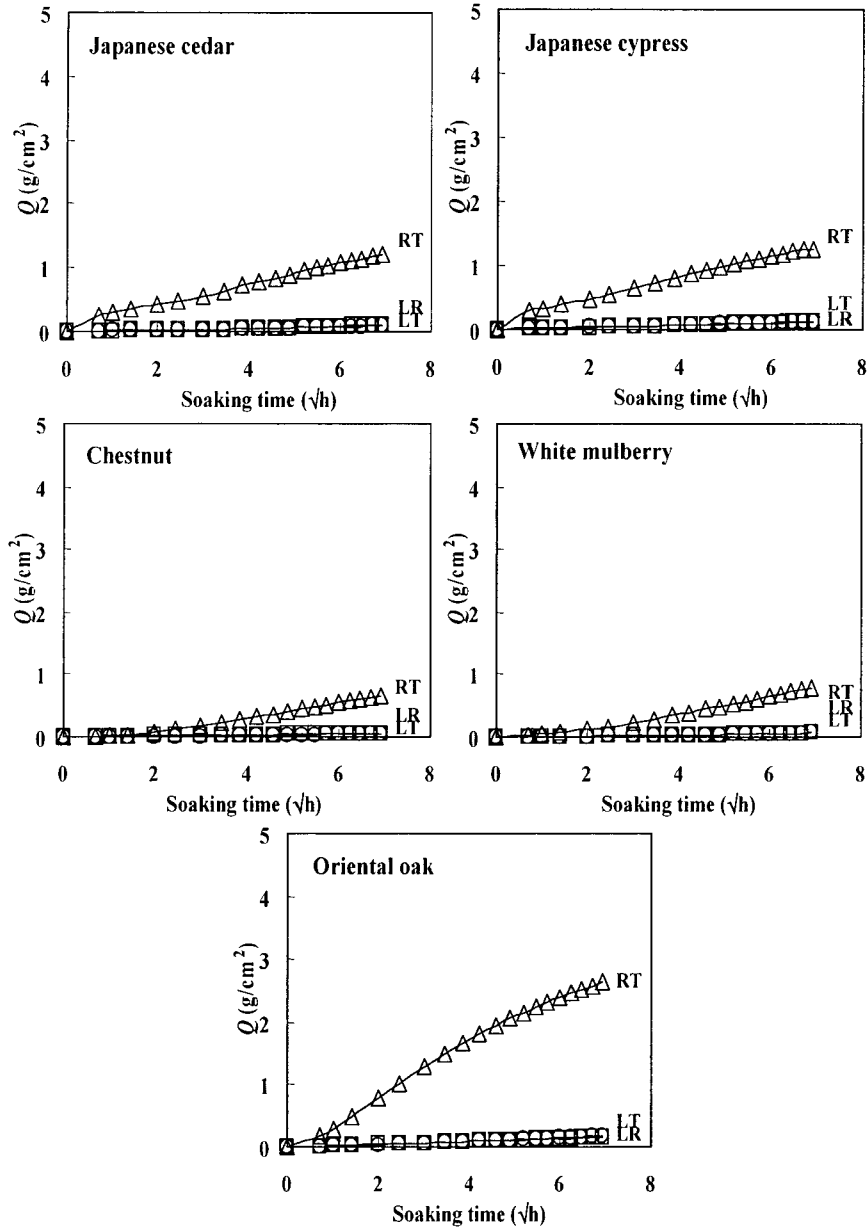 Japanese cedar
5
4
3
2
1
0
Q (g/cm²)
RT
LR
LT
0 2 4 6 8
Soaking time (√h)
Japanese cypress
5
4
3
2
1
0
Q (g/cm²)
RT
LT
LR
0 2 4 6 8
Soaking time (√h)
Chestnut
5
4
3
2
1
0
Q (g/cm²)
RT
LR
LT
0 2 4 6 8
Soaking time (√h)
White mulberry
5
4
3
2
1
0
Q (g/cm²)
RT
LR
LT
0 2 4 6 8
Soaking time (√h)
Oriental oak
5
4
3
2
1
0
Q (g/cm²)
RT
LT
LR
0 2 4 6 8
Soaking time (√h)